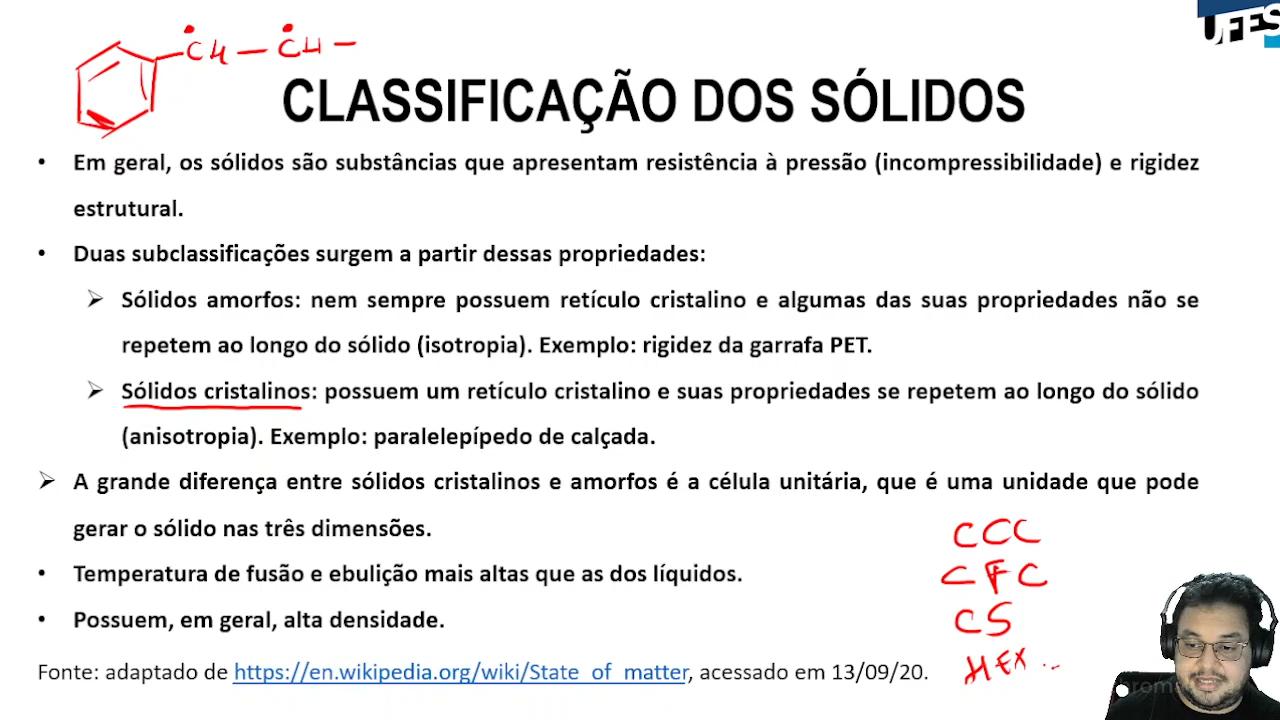 UFES
CH — CH —
CLASSIFICAÇÃO DOS SÓLIDOS
• Em geral, os sólidos são substâncias que apresentam resistência à pressão (incompressibilidade) e rigidez
estrutural.
• Duas subclassificações surgem a partir dessas propriedades:
➢ Sólidos amorfos: nem sempre possuem retículo cristalino e algumas das suas propriedades não se
repetem ao longo do sólido (isotropia). Exemplo: rigidez da garrafa PET.
➢ Sólidos cristalinos: possuem um retículo cristalino e suas propriedades se repetem ao longo do sólido
(anisotropia). Exemplo: paralelepípedo de calçada.
➢ A grande diferença entre sólidos cristalinos e amorfos é a célula unitária, que é uma unidade que pode
gerar o sólido nas três dimensões.
• Temperatura de fusão e ebulição mais altas que as dos líquidos.
• Possuem, em geral, alta densidade.
Fonte: adaptado de https://en.wikipedia.org/wiki/State_of_matter, acessado em 13/09/20.
CCC
CFC
CS
HEX ...